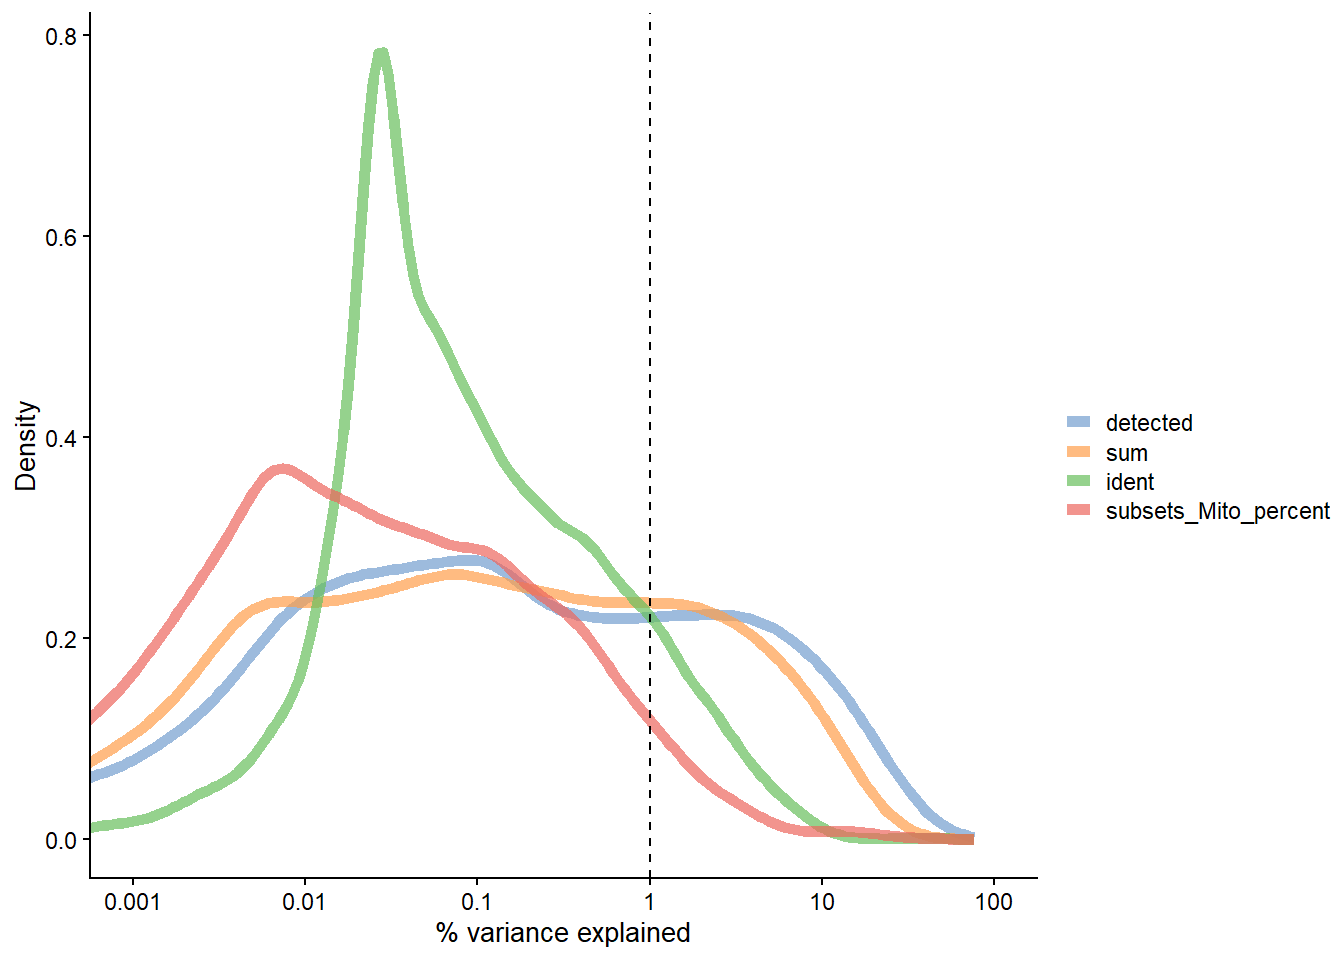 0.8
0.6
0.4
0.2
0.0
Density
0.001 0.01 0.1 1 10 100
% variance explained
detected
sum
ident
subsets_Mito_percent